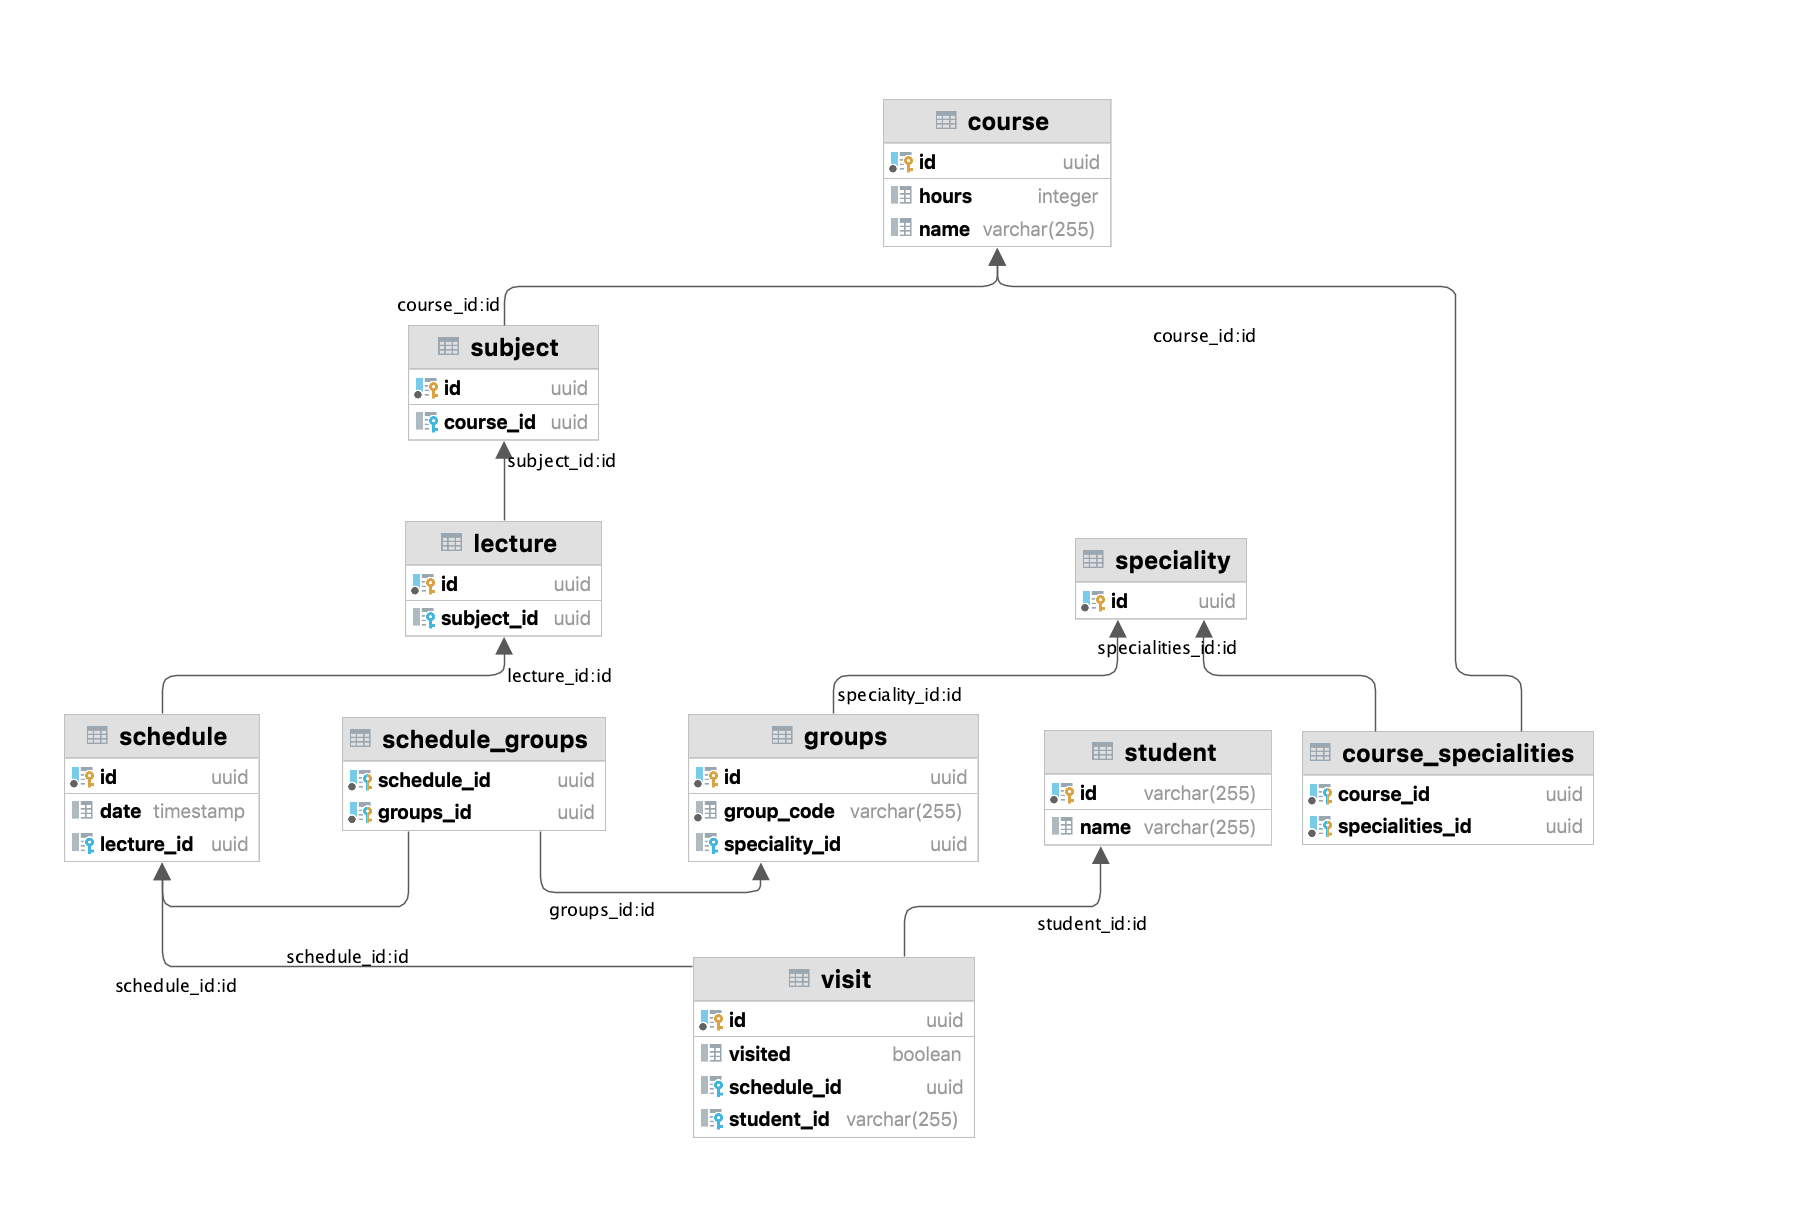 course
id uuid
hours integer
name varchar(255)
course_id:id
course_id:id
subject
id uuid
course_id uuid
subject_id:id
lecture
id uuid
subject_id uuid
lecture_id:id
speciality
id uuid
specialities_id:id
speciality_id:id
schedule
id uuid
date timestamp
lecture_id uuid
schedule_groups
schedule_id uuid
groups_id uuid
groups
id uuid
group_code varchar(255)
speciality_id uuid
student
id varchar(255)
name varchar(255)
course_specialities
course_id uuid
specialities_id uuid
groups_id:id
student_id:id
schedule_id:id
schedule_id:id
visit
id uuid
visited boolean
schedule_id uuid
student_id varchar(255)